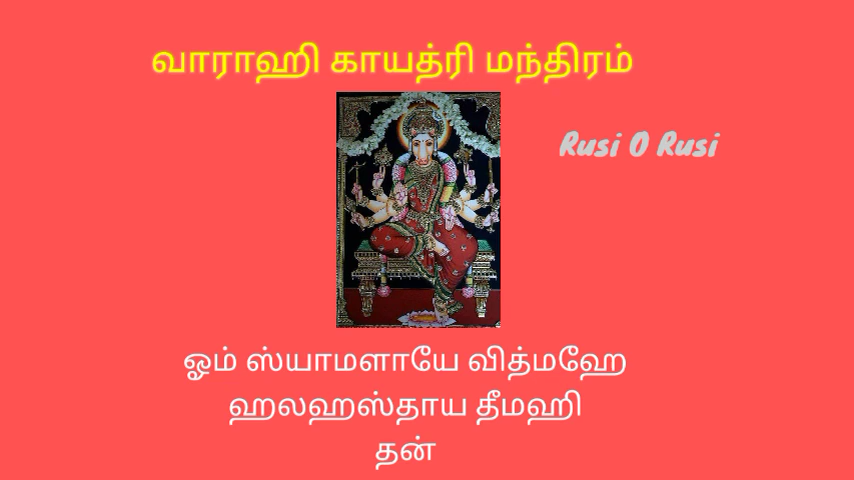 வாராஹி காயத்ரி மந்திரம்
Rusi O Rusi
ஓம் ஸ்யாமளாயே வித்மஹே
ஹலஹஸ்தாய தீமஹி
தன்